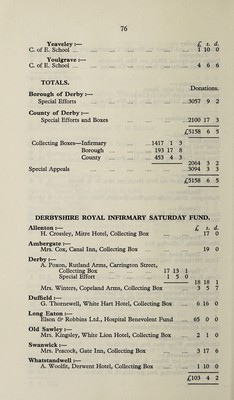 76
Yeaveley :— £ s. d.
C. of E. School ... 1 10 0
Youlgrave :—
C. of E. School ... 4 6 6
TOTALS.
Donations.
Borough of Derby :—
Special Efforts ... 3057 9 2
County of Derby :—
Special Efforts and Boxes ... 2100 17 3
£5158 6 5
Collecting Boxes—Infirmary ... 1417 1 3
Borough ... 193 17 8
County ... 453 4 3
2064 3 2
Special Appeals ... 3094 3 3
£5158 6 5
DERBYSHIRE ROYAL INFIRMARY SATURDAY FUND.
Allenton :— £ s. d.
H. Crossley, Mitre Hotel, Collecting Box ... 17 0
Ambergate :—
Mrs. Cox, Canal Inn, Collecting Box ... 19 0
Derby :—
A. Poxon, Rutland Arms, Carrington Street,
Collecting Box ... 17 13 1
Special Effort ... 1 5 0
18 18 1
Mrs. Winters, Copeland Arms, Collecting Box ... 3 5 7
Duffield :—
G. Thornewell, White Hart Hotel, Collecting Box ... 6 16 0
Long Eaton :—
Elson & Robbins Ltd., Hospital Benevolent Fund ... 65 0 0
Old Sawley :—
Mrs. Kingsley, White Lion Hotel, Collecting Box ... 2 1 0
Swanwick :—
Mrs. Peacock, Gate Inn, Collecting Box ... 3 17 6
Whatstandwell :—
A. Woolfe, Derwent Hotel, Collecting Box ... 1 10 0
£103 4 2